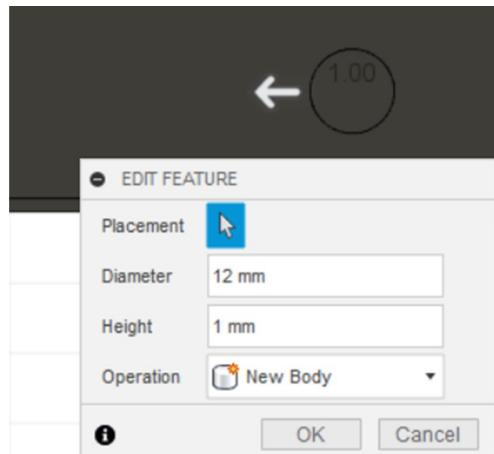 1.00
EDIT FEATURE
Placement
Diameter 12 mm
Height 1 mm
Operation New Body
OK Cancel